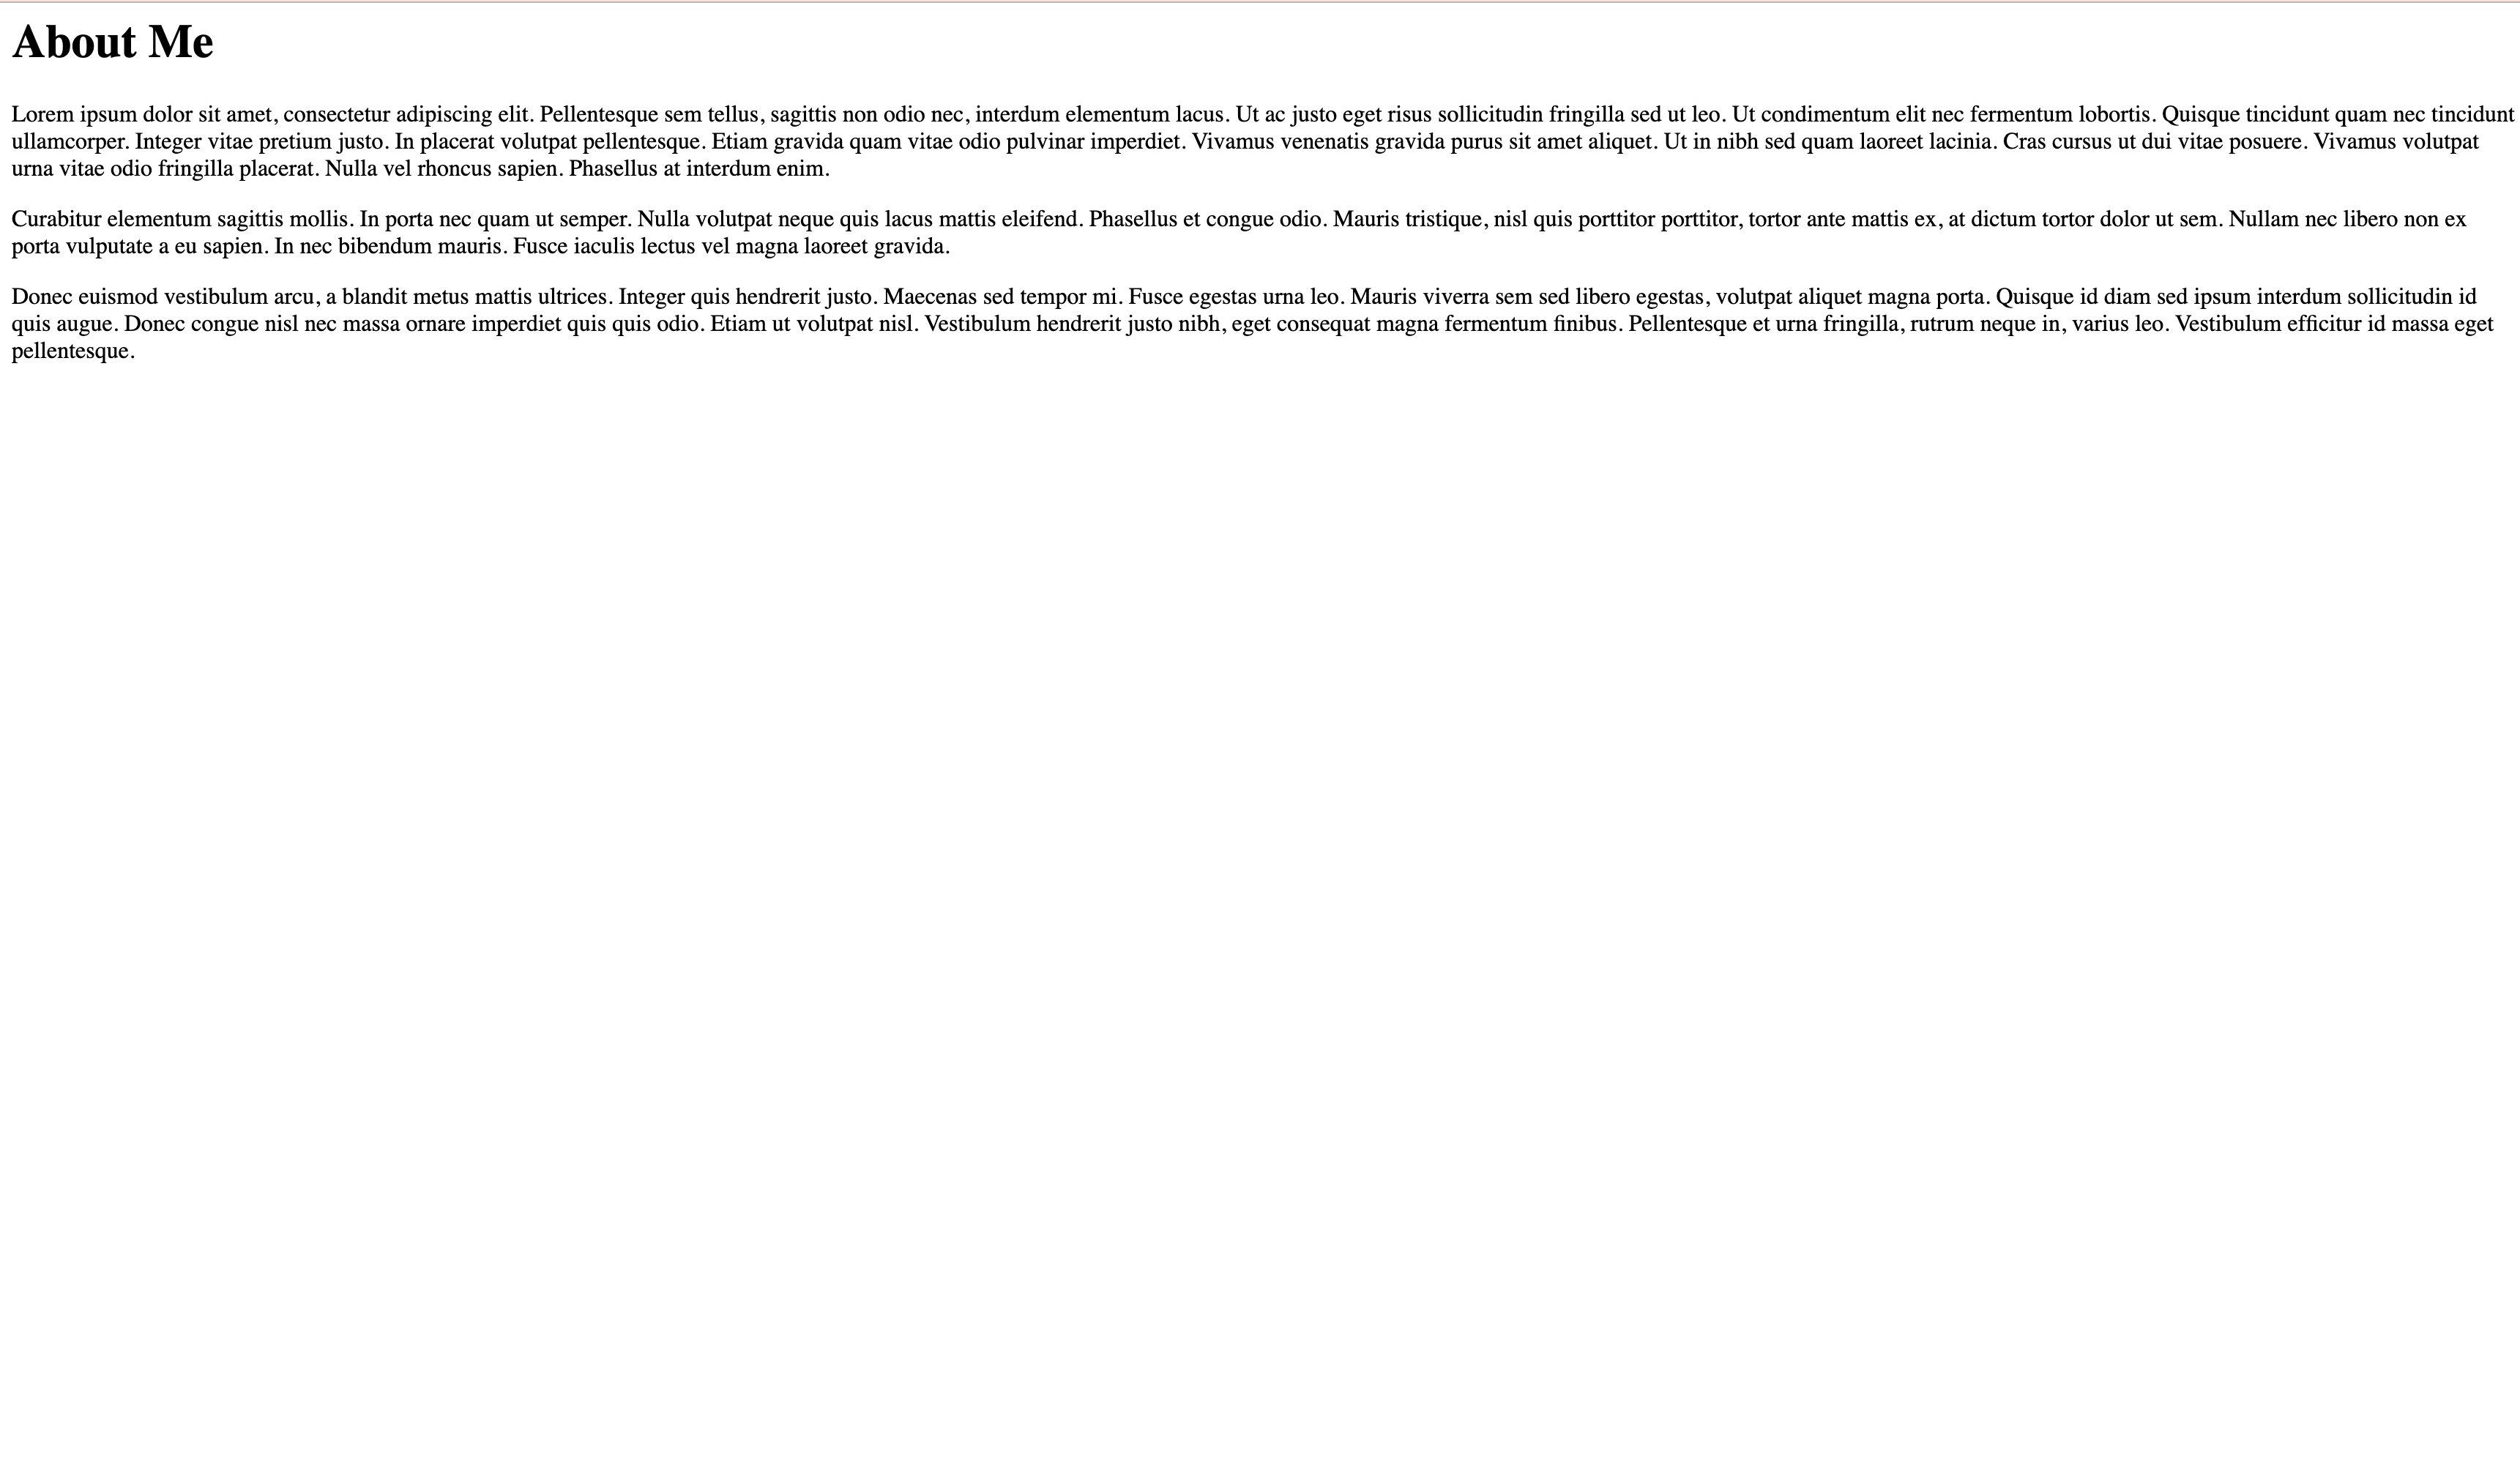 About Me
Lorem ipsum dolor sit amet, consectetur adipiscing elit. Pellentesque sem tellus, sagittis non odio nec, interdum elementum lacus. Ut ac justo eget risus sollicitudin fringilla sed ut leo. Ut condimentum elit nec fermentum lobortis. Quisque tincidunt quam nec tincidunt
ullamcorper. Integer vitae pretium justo. In placerat volutpat pellentesque. Etiam gravida quam vitae odio pulvinar imperdiet. Vivamus venenatis gravida purus sit amet aliquet. Ut in nibh sed quam laoreet lacinia. Cras cursus ut dui vitae posuere. Vivamus volutpat
urna vitae odio fringilla placerat. Nulla vel rhoncus sapien. Phasellus at interdum enim.
Curabitur elementum sagittis mollis. In porta nec quam ut semper. Nulla volutpat neque quis lacus mattis eleifend. Phasellus et congue odio. Mauris tristique, nisl quis porttitor porttitor, tortor ante mattis ex, at dictum tortor dolor ut sem. Nullam nec libero non ex
porta vulputate a eu sapien. In nec bibendum mauris. Fusce iaculis lectus vel magna laoreet gravida.
Donec euismod vestibulum arcu, a blandit metus mattis ultrices. Integer quis hendrerit justo. Maecenas sed tempor mi. Fusce egestas urna leo. Mauris viverra sem sed libero egestas, volutpat aliquet magna porta. Quisque id diam sed ipsum interdum sollicitudin id
quis augue. Donec congue nisl nec massa ornare imperdiet quis quis odio. Etiam ut volutpat nisl. Vestibulum hendrerit justo nibh, eget consequat magna fermentum finibus. Pellentesque et urna fringilla, rutrum neque in, varius leo. Vestibulum efficitur id massa eget
pellentesque.